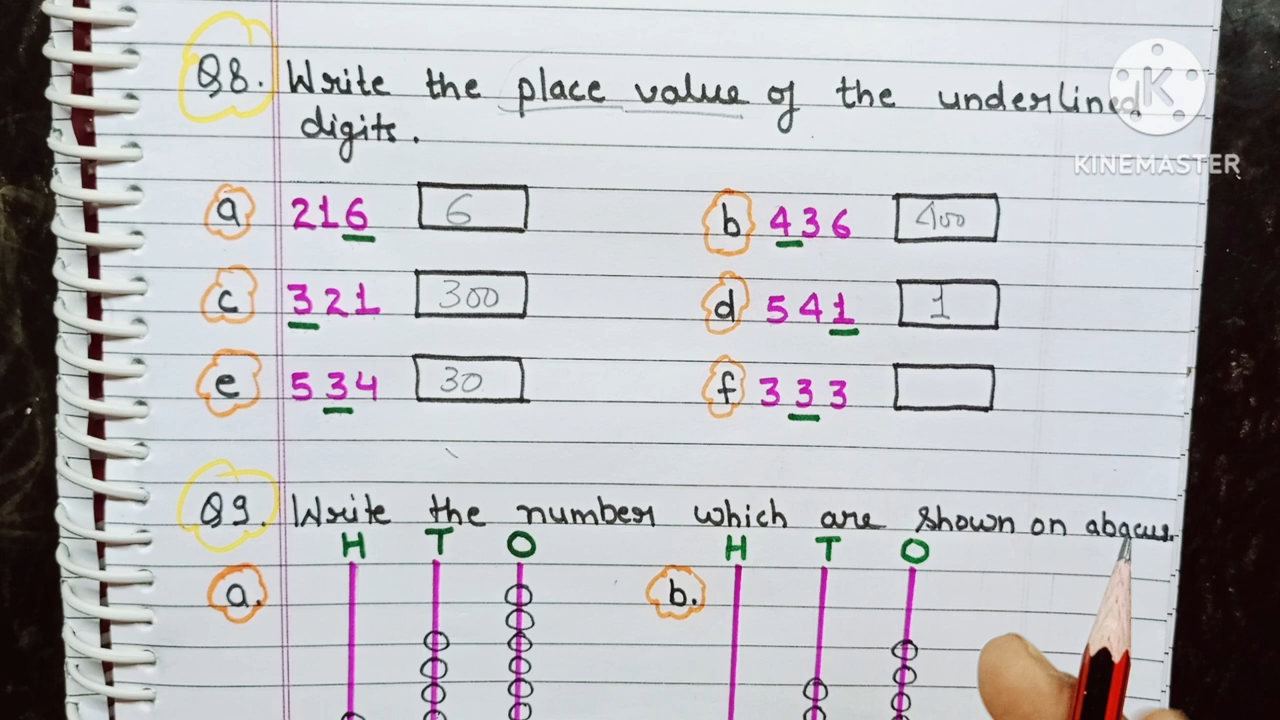 Q8. Write the place value of the underlined
digits.
KINEMASTER
a 216 6 b 436 400
c 321 300 d 541 1
e 534 30 f 333
Q9. Write the number which are shown on abacus.
H T O H T O
a. b.